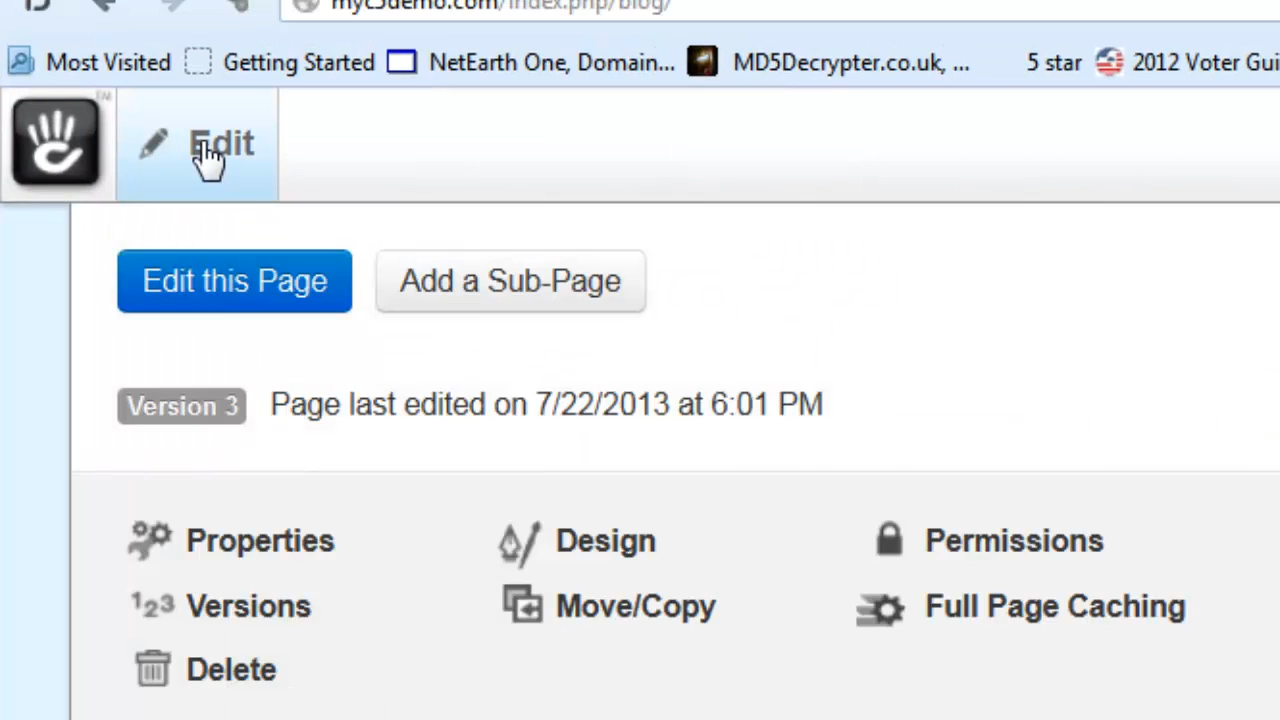 myc5demo.com/index.php/blog/
Most Visited Getting Started NetEarth One, Domain... MD5Decrypter.co.uk, ... 5 star 2012 Voter Gui
TM
Edit
Edit this Page Add a Sub-Page
Version 3 Page last edited on 7/22/2013 at 6:01 PM
Properties Design Permissions
123 Versions Move/Copy Full Page Caching
Delete